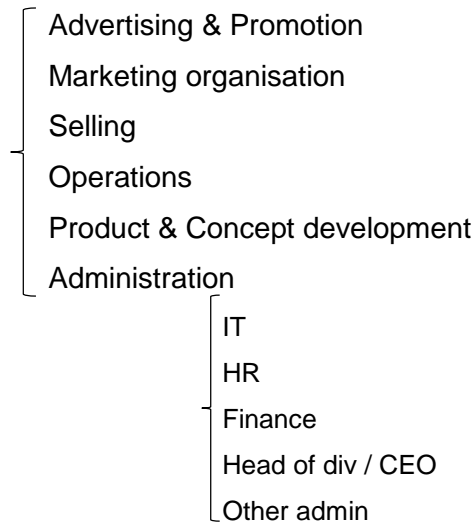 Advertising & Promotion
Marketing organisation
Selling
Operations
Product & Concept development
Administration
IT
HR
Finance
Head of div / CEO
Other admin